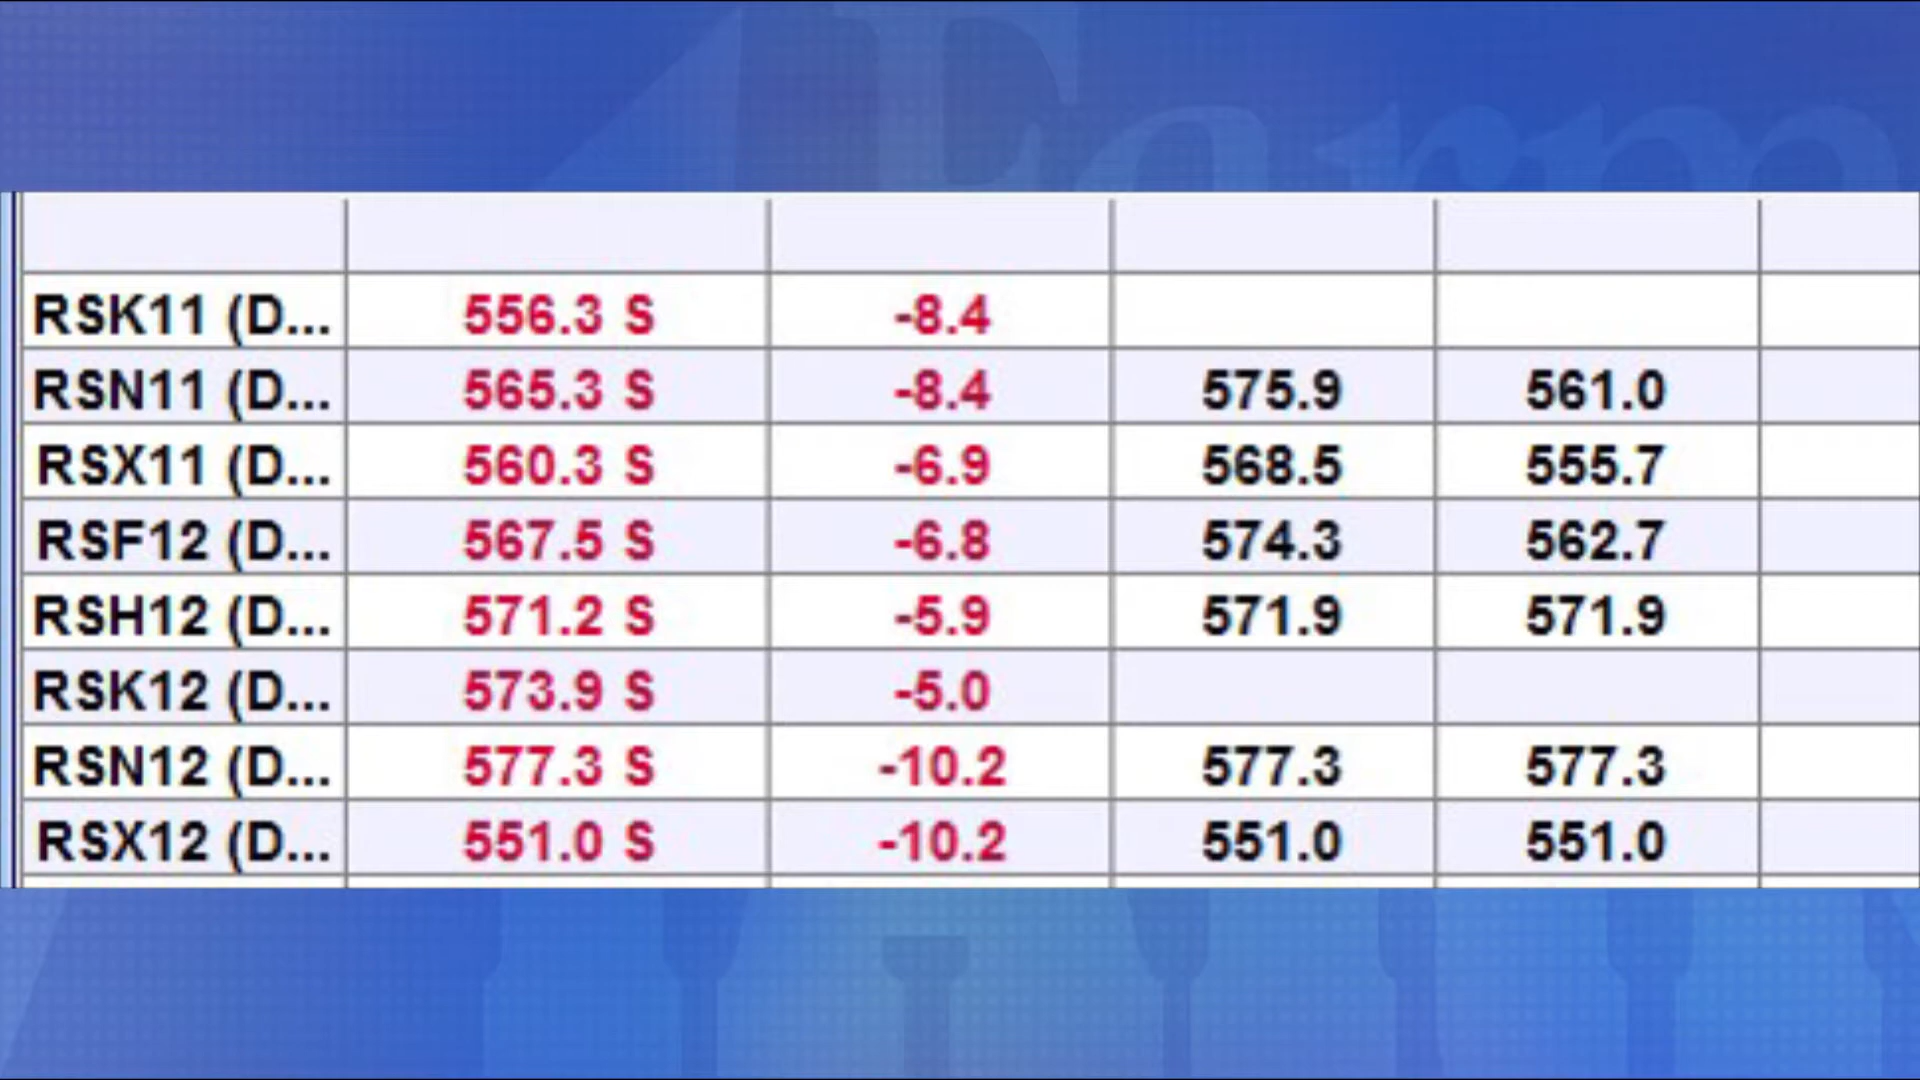 Farm
RSK11 (D... 556.3 S -8.4
RSN11 (D... 565.3 S -8.4 575.9 561.0
RSX11 (D... 560.3 S -6.9 568.5 555.7
RSF12 (D... 567.5 S -6.8 574.3 562.7
RSH12 (D... 571.2 S -5.9 571.9 571.9
RSK12 (D... 573.9 S -5.0
RSN12 (D... 577.3 S -10.2 577.3 577.3
RSX12 (D... 551.0 S -10.2 551.0 551.0